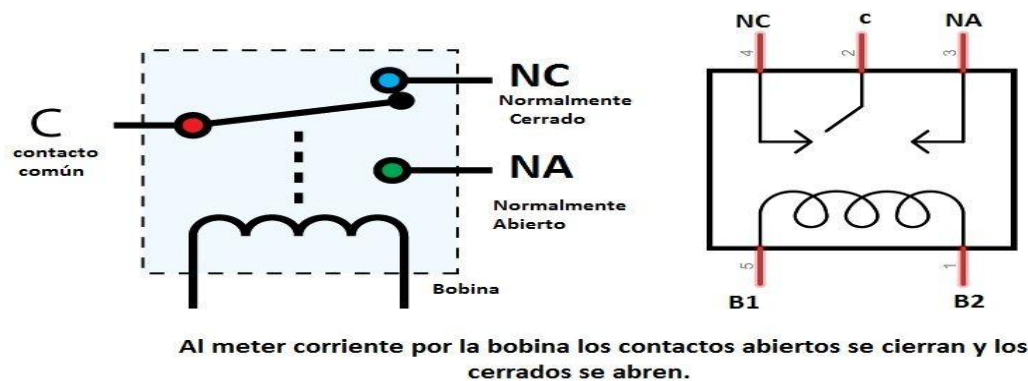 C
contacto
común
NC
Normalmente
Cerrado
NA
Normalmente
Abierto
Bobina
NC
c
NA
4
2
3
5
1
B1
B2
Al meter corriente por la bobina los contactos abiertos se cierran y los
cerrados se abren.